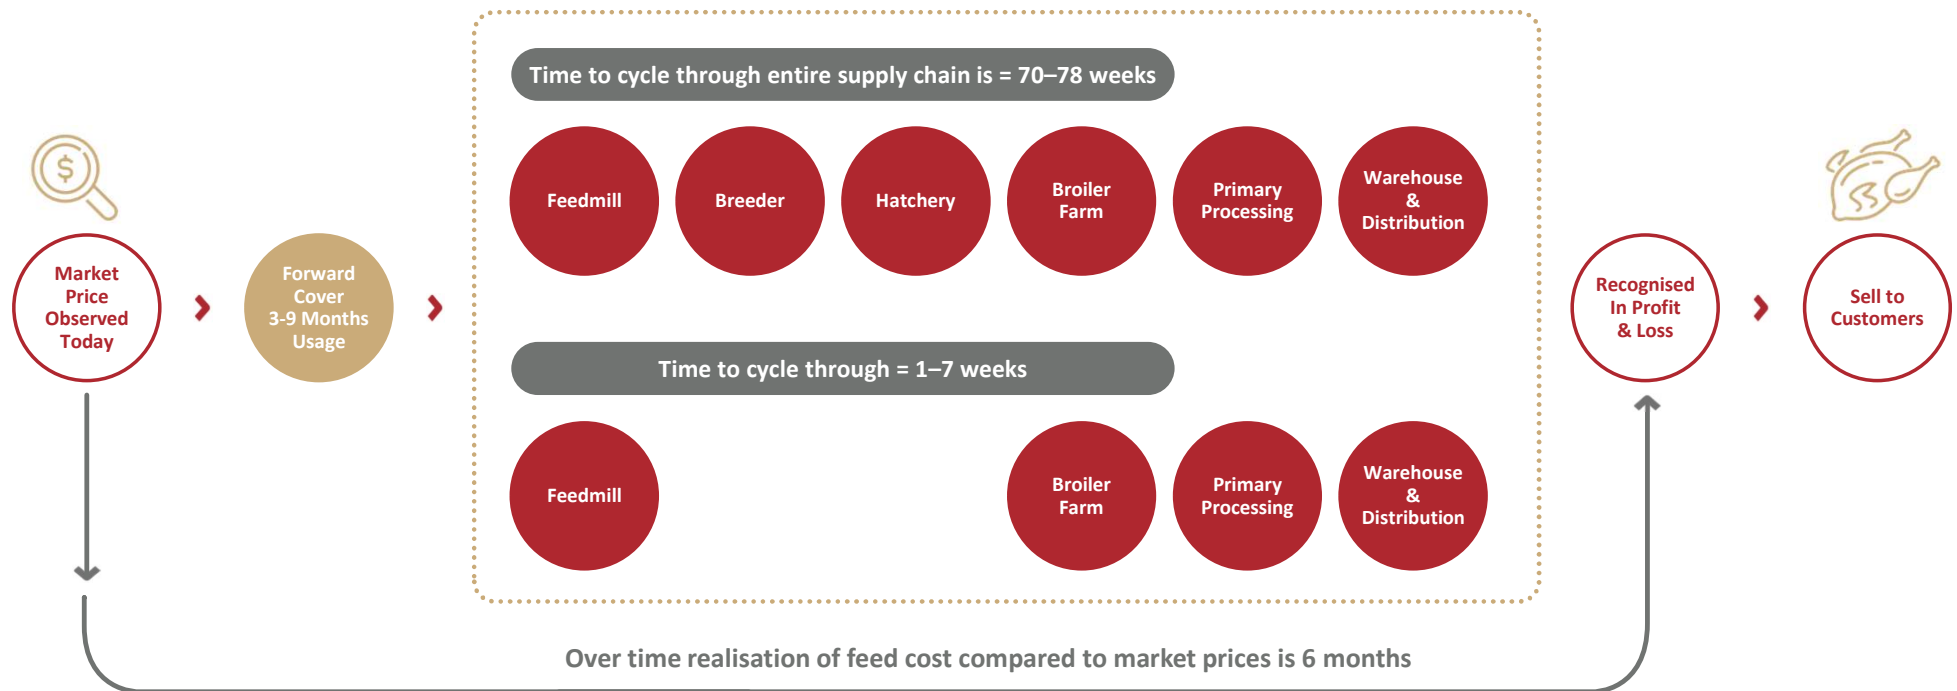 Time to cycle through entire supply chain is = 70–78 weeks
$
Market
Price
Observed
Today
Forward
Cover
3-9 Months
Usage
Feedmill
Breeder
Hatchery
Broiler
Farm
Primary
Processing
Warehouse
&
Distribution
Time to cycle through = 1–7 weeks
Feedmill
Broiler
Farm
Primary
Processing
Warehouse
&
Distribution
Recognised
In Profit
& Loss
Sell to
Customers
Over time realisation of feed cost compared to market prices is 6 months